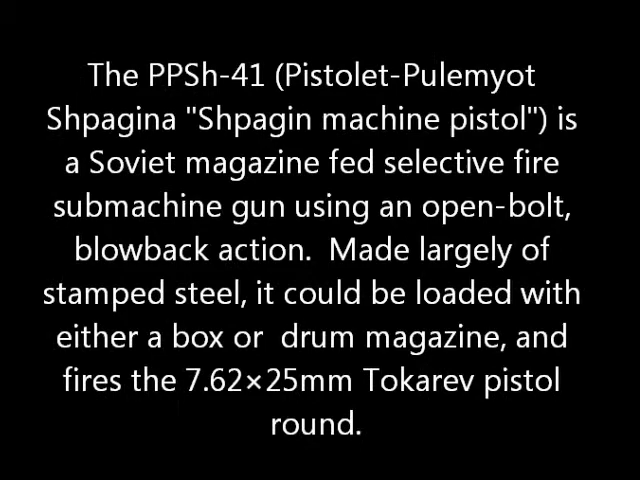 The PPSh-41 (Pistolet-Pulemyot
Shpagina "Shpagin machine pistol") is
a Soviet magazine fed selective fire
submachine gun using an open-bolt,
blowback action.  Made largely of
stamped steel, it could be loaded with
either a box or  drum magazine, and
fires the 7.62×25mm Tokarev pistol
round.